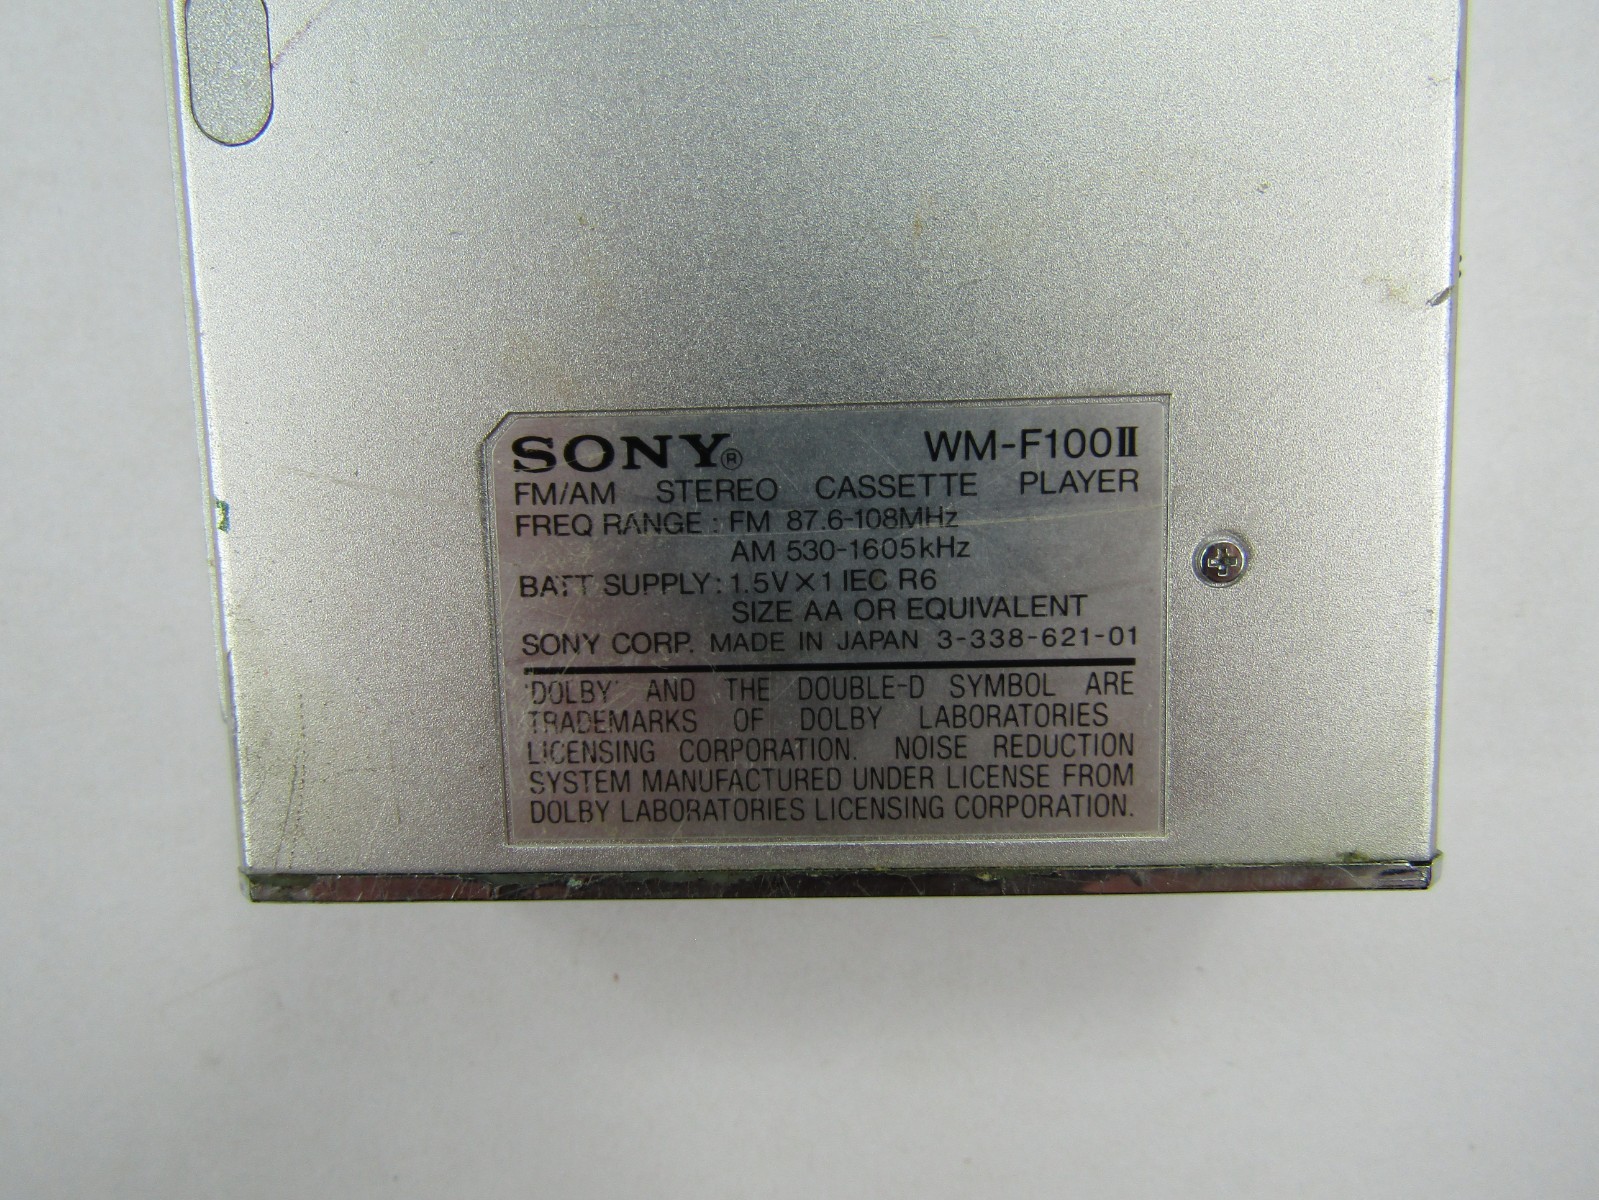 SONY® WM-F100II
FM/AM STEREO CASSETTE PLAYER
FREQ RANGE : FM 87.6-108MHz
AM 530-1605kHz
BATT SUPPLY : 1.5V×1 IEC R6
SIZE AA OR EQUIVALENT
SONY CORP. MADE IN JAPAN 3-338-621-01
'DOLBY' AND THE DOUBLE-D SYMBOL ARE
TRADEMARKS OF DOLBY LABORATORIES
LICENSING CORPORATION. NOISE REDUCTION
SYSTEM MANUFACTURED UNDER LICENSE FROM
DOLBY LABORATORIES LICENSING CORPORATION.